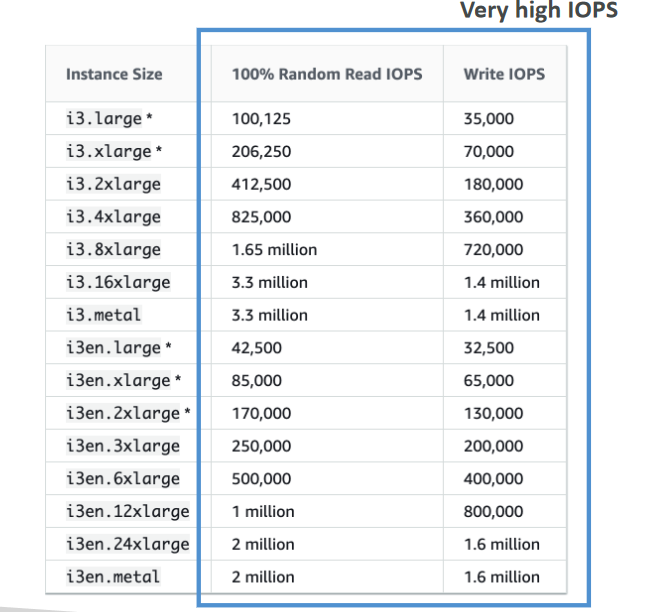 Very high IOPS
Instance Size 100% Random Read IOPS Write IOPS
i3.large * 100,125 35,000
i3.xlarge * 206,250 70,000
i3.2xlarge 412,500 180,000
i3.4xlarge 825,000 360,000
i3.8xlarge 1.65 million 720,000
i3.16xlarge 3.3 million 1.4 million
i3.metal 3.3 million 1.4 million
i3en.large * 42,500 32,500
i3en.xlarge * 85,000 65,000
i3en.2xlarge * 170,000 130,000
i3en.3xlarge 250,000 200,000
i3en.6xlarge 500,000 400,000
i3en.12xlarge 1 million 800,000
i3en.24xlarge 2 million 1.6 million
i3en.metal 2 million 1.6 million